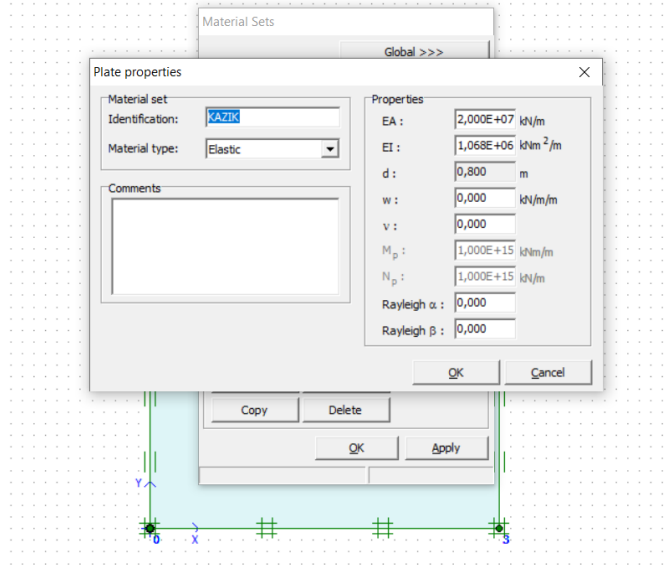 Material Sets
Global >>>
Plate properties
Material set
Identification: KAZIK
Material type: Elastic
Comments
Properties
EA : 2,000E+07 kN/m
EI : 1,068E+06 kNm²/m
d : 0,800 m
w : 0,000 kN/m/m
ν : 0,000
Mp : 1,000E+15 kNm/m
Np : 1,000E+15 kN/m
Rayleigh α : 0,000
Rayleigh β : 0,000
OK Cancel
Copy Delete
OK Apply
Y
0 X 3